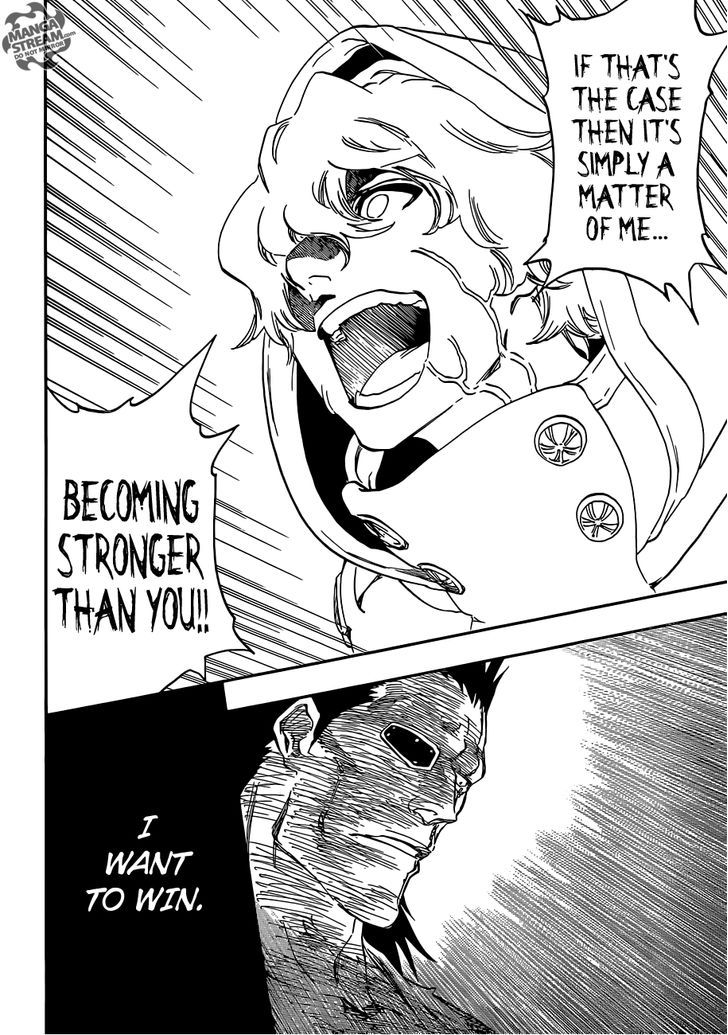 MANGA
STREAM.com
DO NOT MIRROR
IF THAT'S
THE CASE
THEN IT'S
SIMPLY A
MATTER
OF ME...
BECOMING
STRONGER
THAN YOU!!
I
WANT
TO WIN.